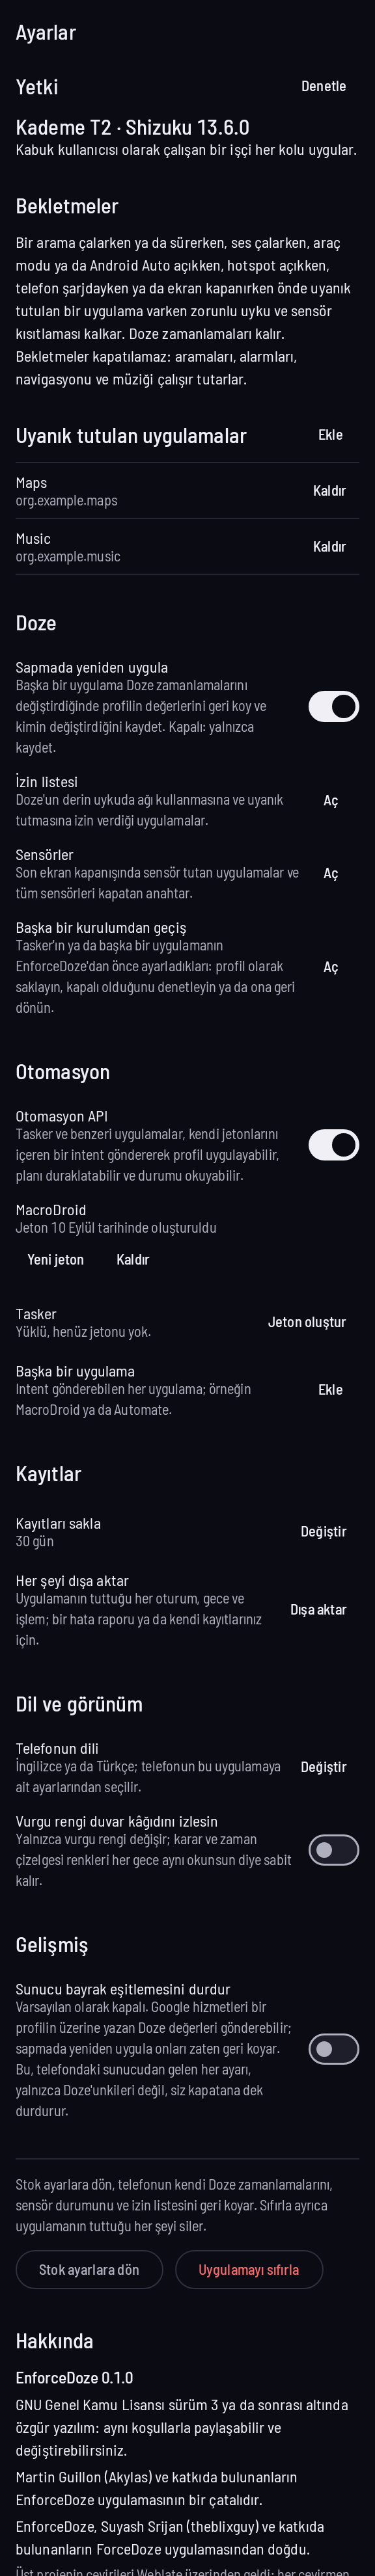 Ayarlar
Yetki
Denetle
Kademe T2 · Shizuku 13.6.0
Kabuk kullanıcısı olarak çalışan bir işçi her kolu uygular.
Bekletmeler
Bir arama çalarken ya da sürerken, ses çalarken, araç
modu ya da Android Auto açıkken, hotspot açıkken,
telefon şarjdayken ya da ekran kapanırken önde uyanık
tutulan bir uygulama varken zorunlu uyku ve sensör
kısıtlaması kalkar. Doze zamanlamaları kalır.
Bekletmeler kapatılamaz: aramaları, alarmları,
navigasyonu ve müziği çalışır tutarlar.
Uyanık tutulan uygulamalar
Ekle
Maps
org.example.maps
Kaldır
Music
org.example.music
Kaldır
Doze
Sapmada yeniden uygula
Başka bir uygulama Doze zamanlamalarını
değiştirdiğinde profilin değerlerini geri koy ve
kimin değiştirdiğini kaydet. Kapalı: yalnızca
kaydet.
İzin listesi
Doze'un derin uykuda ağı kullanmasına ve uyanık
tutmasına izin verdiği uygulamalar.
Aç
Sensörler
Son ekran kapanışında sensör tutan uygulamalar ve
tüm sensörleri kapatan anahtar.
Aç
Başka bir kurulumdan geçiş
Tasker'ın ya da başka bir uygulamanın
EnforceDoze'dan önce ayarladıkları: profil olarak
saklayın, kapalı olduğunu denetleyin ya da ona geri
dönün.
Aç
Otomasyon
Otomasyon API
Tasker ve benzeri uygulamalar, kendi jetonlarını
içeren bir intent göndererek profil uygulayabilir,
planı duraklatabilir ve durumu okuyabilir.
MacroDroid
Jeton 10 Eylül tarihinde oluşturuldu
Yeni jeton
Kaldır
Tasker
Yüklü, henüz jetonu yok.
Jeton oluştur
Başka bir uygulama
Intent gönderebilen her uygulama; örneğin
MacroDroid ya da Automate.
Ekle
Kayıtlar
Kayıtları sakla
30 gün
Değiştir
Her şeyi dışa aktar
Uygulamanın tuttuğu her oturum, gece ve
işlem; bir hata raporu ya da kendi kayıtlarınız
için.
Dışa aktar
Dil ve görünüm
Telefonun dili
İngilizce ya da Türkçe; telefonun bu uygulamaya
ait ayarlarından seçilir.
Değiştir
Vurgu rengi duvar kâğıdını izlesin
Yalnızca vurgu rengi değişir; karar ve zaman
çizelgesi renkleri her gece aynı okunsun diye sabit
kalır.
Gelişmiş
Sunucu bayrak eşitlemesini durdur
Varsayılan olarak kapalı. Google hizmetleri bir
profilin üzerine yazan Doze değerleri gönderebilir;
sapmada yeniden uygula onları zaten geri koyar.
Bu, telefondaki sunucudan gelen her ayarı,
yalnızca Doze'unkileri değil, siz kapatana dek
durdurur.
Stok ayarlara dön, telefonun kendi Doze zamanlamalarını,
sensör durumunu ve izin listesini geri koyar. Sıfırla ayrıca
uygulamanın tuttuğu her şeyi siler.
Stok ayarlara dön
Uygulamayı sıfırla
Hakkında
EnforceDoze 0.1.0
GNU Genel Kamu Lisansı sürüm 3 ya da sonrası altında
özgür yazılım: aynı koşullarla paylaşabilir ve
değiştirebilirsiniz.
Martin Guillon (Akylas) ve katkıda bulunanların
EnforceDoze uygulamasının bir çatalıdır.
EnforceDoze, Suyash Srijan (theblixguy) ve katkıda
bulunanların ForceDoze uygulamasından doğdu.
Üst projenin çevirileri Weblate üzerinden geldi; her çevirmen